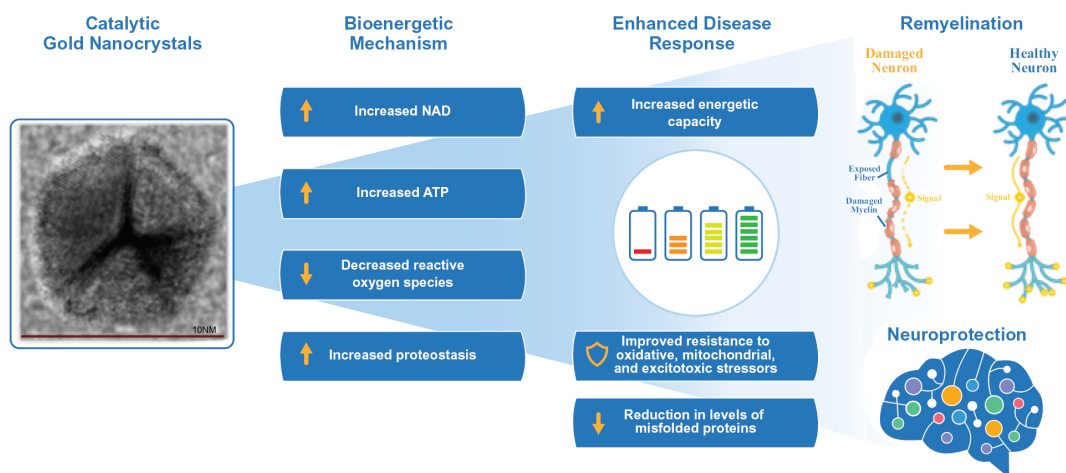 Catalytic
Gold Nanocrystals
10NM
Bioenergetic
Mechanism
Increased NAD
Increased ATP
Decreased reactive
oxygen species
Increased proteostasis
Enhanced Disease
Response
Increased energetic
capacity
Improved resistance to
oxidative, mitochondrial,
and excitotoxic stressors
Reduction in levels of
misfolded proteins
Remyelination
Damaged
Neuron
Healthy
Neuron
Exposed
Fiber
Damaged
Myelin
Signal
Signal
Neuroprotection